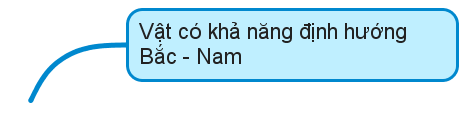 Vật có khả năng định hướng
Bắc - Nam